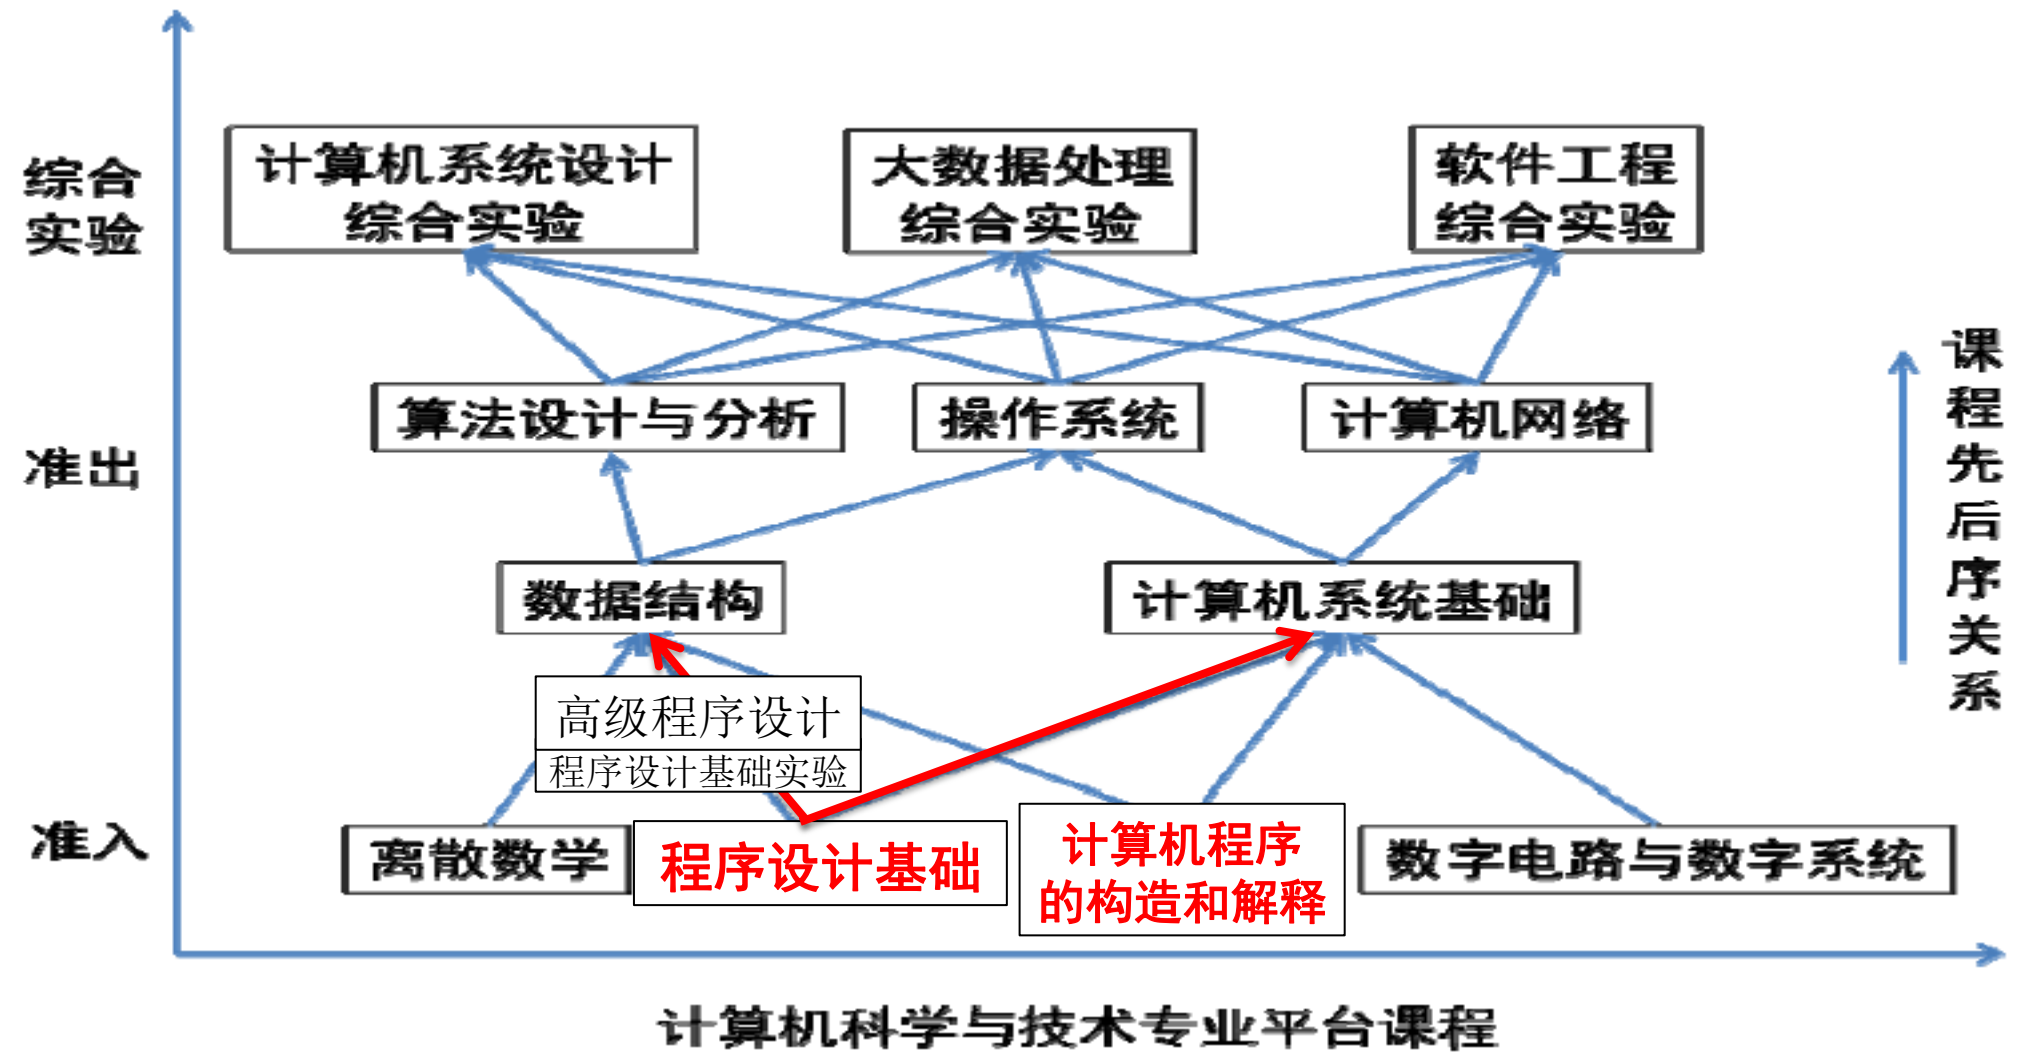 综合
实验
计算机系统设计
综合实验
大数据处理
综合实验
软件工程
综合实验
准出
算法设计与分析
操作系统
计算机网络
课程先后序关系
数据结构
计算机系统基础
高级程序设计
程序设计基础实验
准入
离散数学
程序设计基础
计算机程序
的构造和解释
数字电路与数字系统
计算机科学与技术专业平台课程